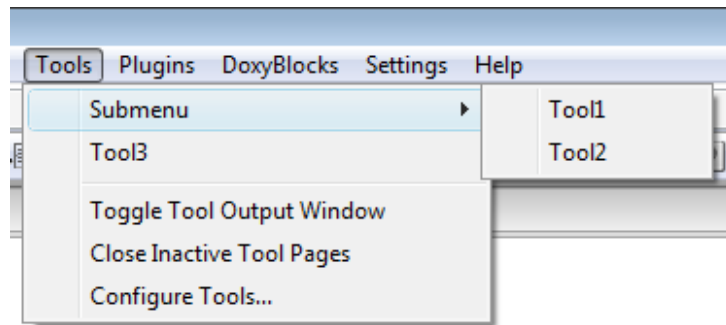 Tools Plugins DoxyBlocks Settings Help
Submenu Tool1
Tool3 Tool2
Toggle Tool Output Window
Close Inactive Tool Pages
Configure Tools...